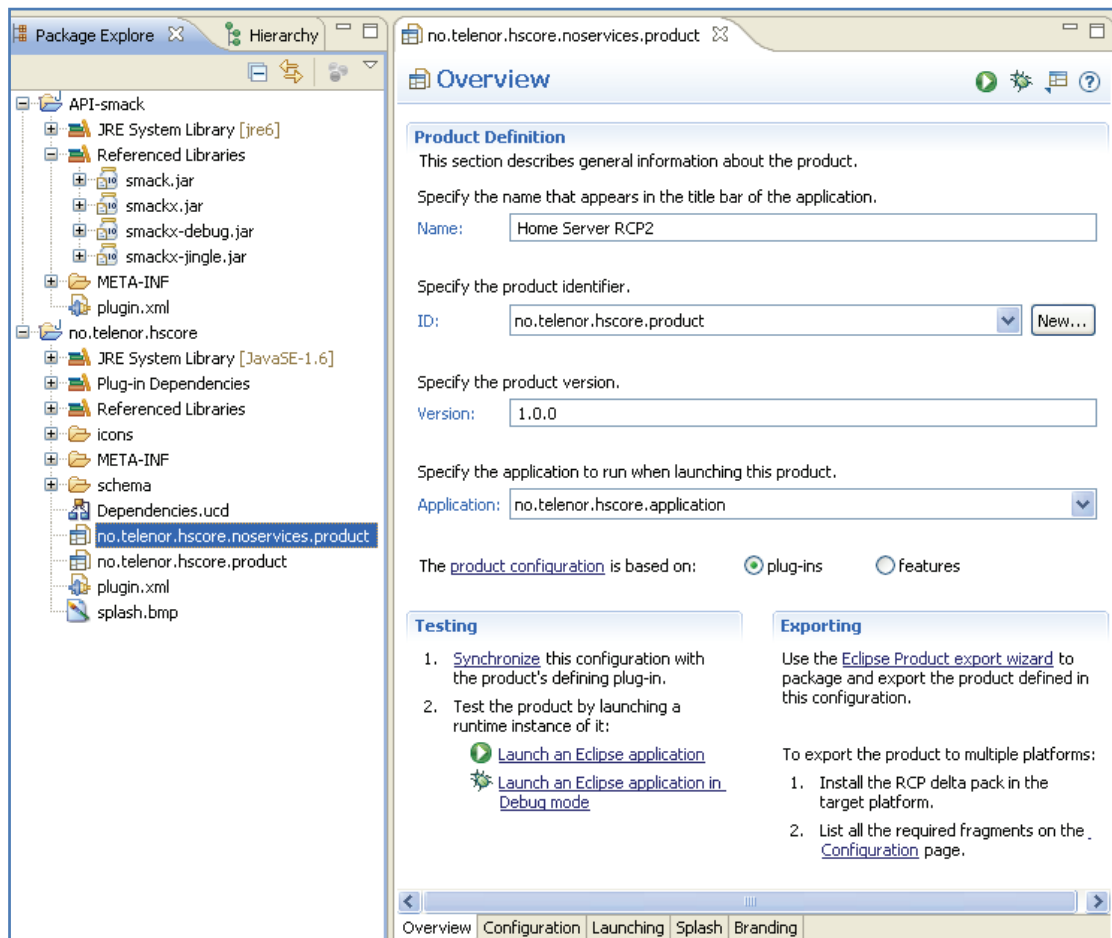 Package Explore
Hierarchy
API-smack
JRE System Library [jre6]
Referenced Libraries
smack.jar
smackx.jar
smackx-debug.jar
smackx-jingle.jar
META-INF
plugin.xml
no.telenor.hscore
JRE System Library [JavaSE-1.6]
Plug-in Dependencies
Referenced Libraries
icons
META-INF
schema
Dependencies.ucd
no.telenor.hscore.noservices.product
no.telenor.hscore.product
plugin.xml
splash.bmp
no.telenor.hscore.noservices.product
Overview
Product Definition
This section describes general information about the product.
Specify the name that appears in the title bar of the application.
Name: Home Server RCP2
Specify the product identifier.
ID: no.telenor.hscore.product New...
Specify the product version.
Version: 1.0.0
Specify the application to run when launching this product.
Application: no.telenor.hscore.application
The product configuration is based on: plug-ins features
Testing
1. Synchronize this configuration with
the product's defining plug-in.
2. Test the product by launching a
runtime instance of it:
Launch an Eclipse application
Launch an Eclipse application in
Debug mode
Exporting
Use the Eclipse Product export wizard to
package and export the product defined in
this configuration.
To export the product to multiple platforms:
1. Install the RCP delta pack in the
target platform.
2. List all the required fragments on the
Configuration page.
Overview Configuration Launching Splash Branding